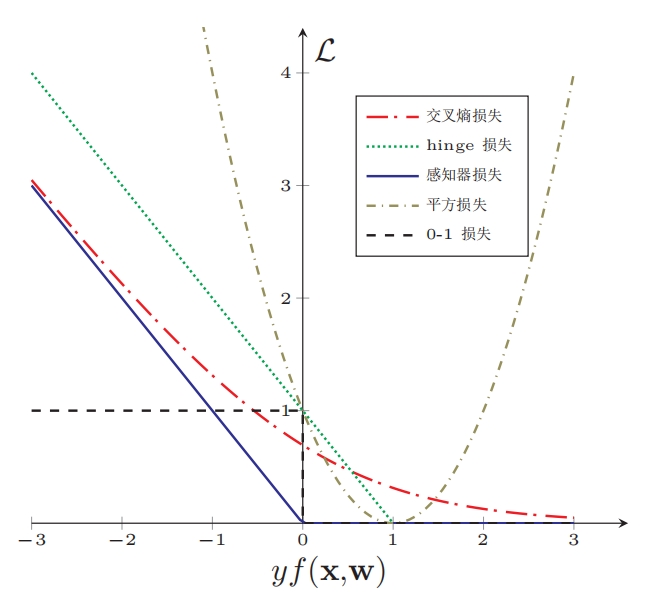 ℒ
4
3
2
1
交叉熵损失
hinge 损失
感知器损失
平方损失
0-1 损失
−3 −2 −1 0 1 2 3
yf(x,w)